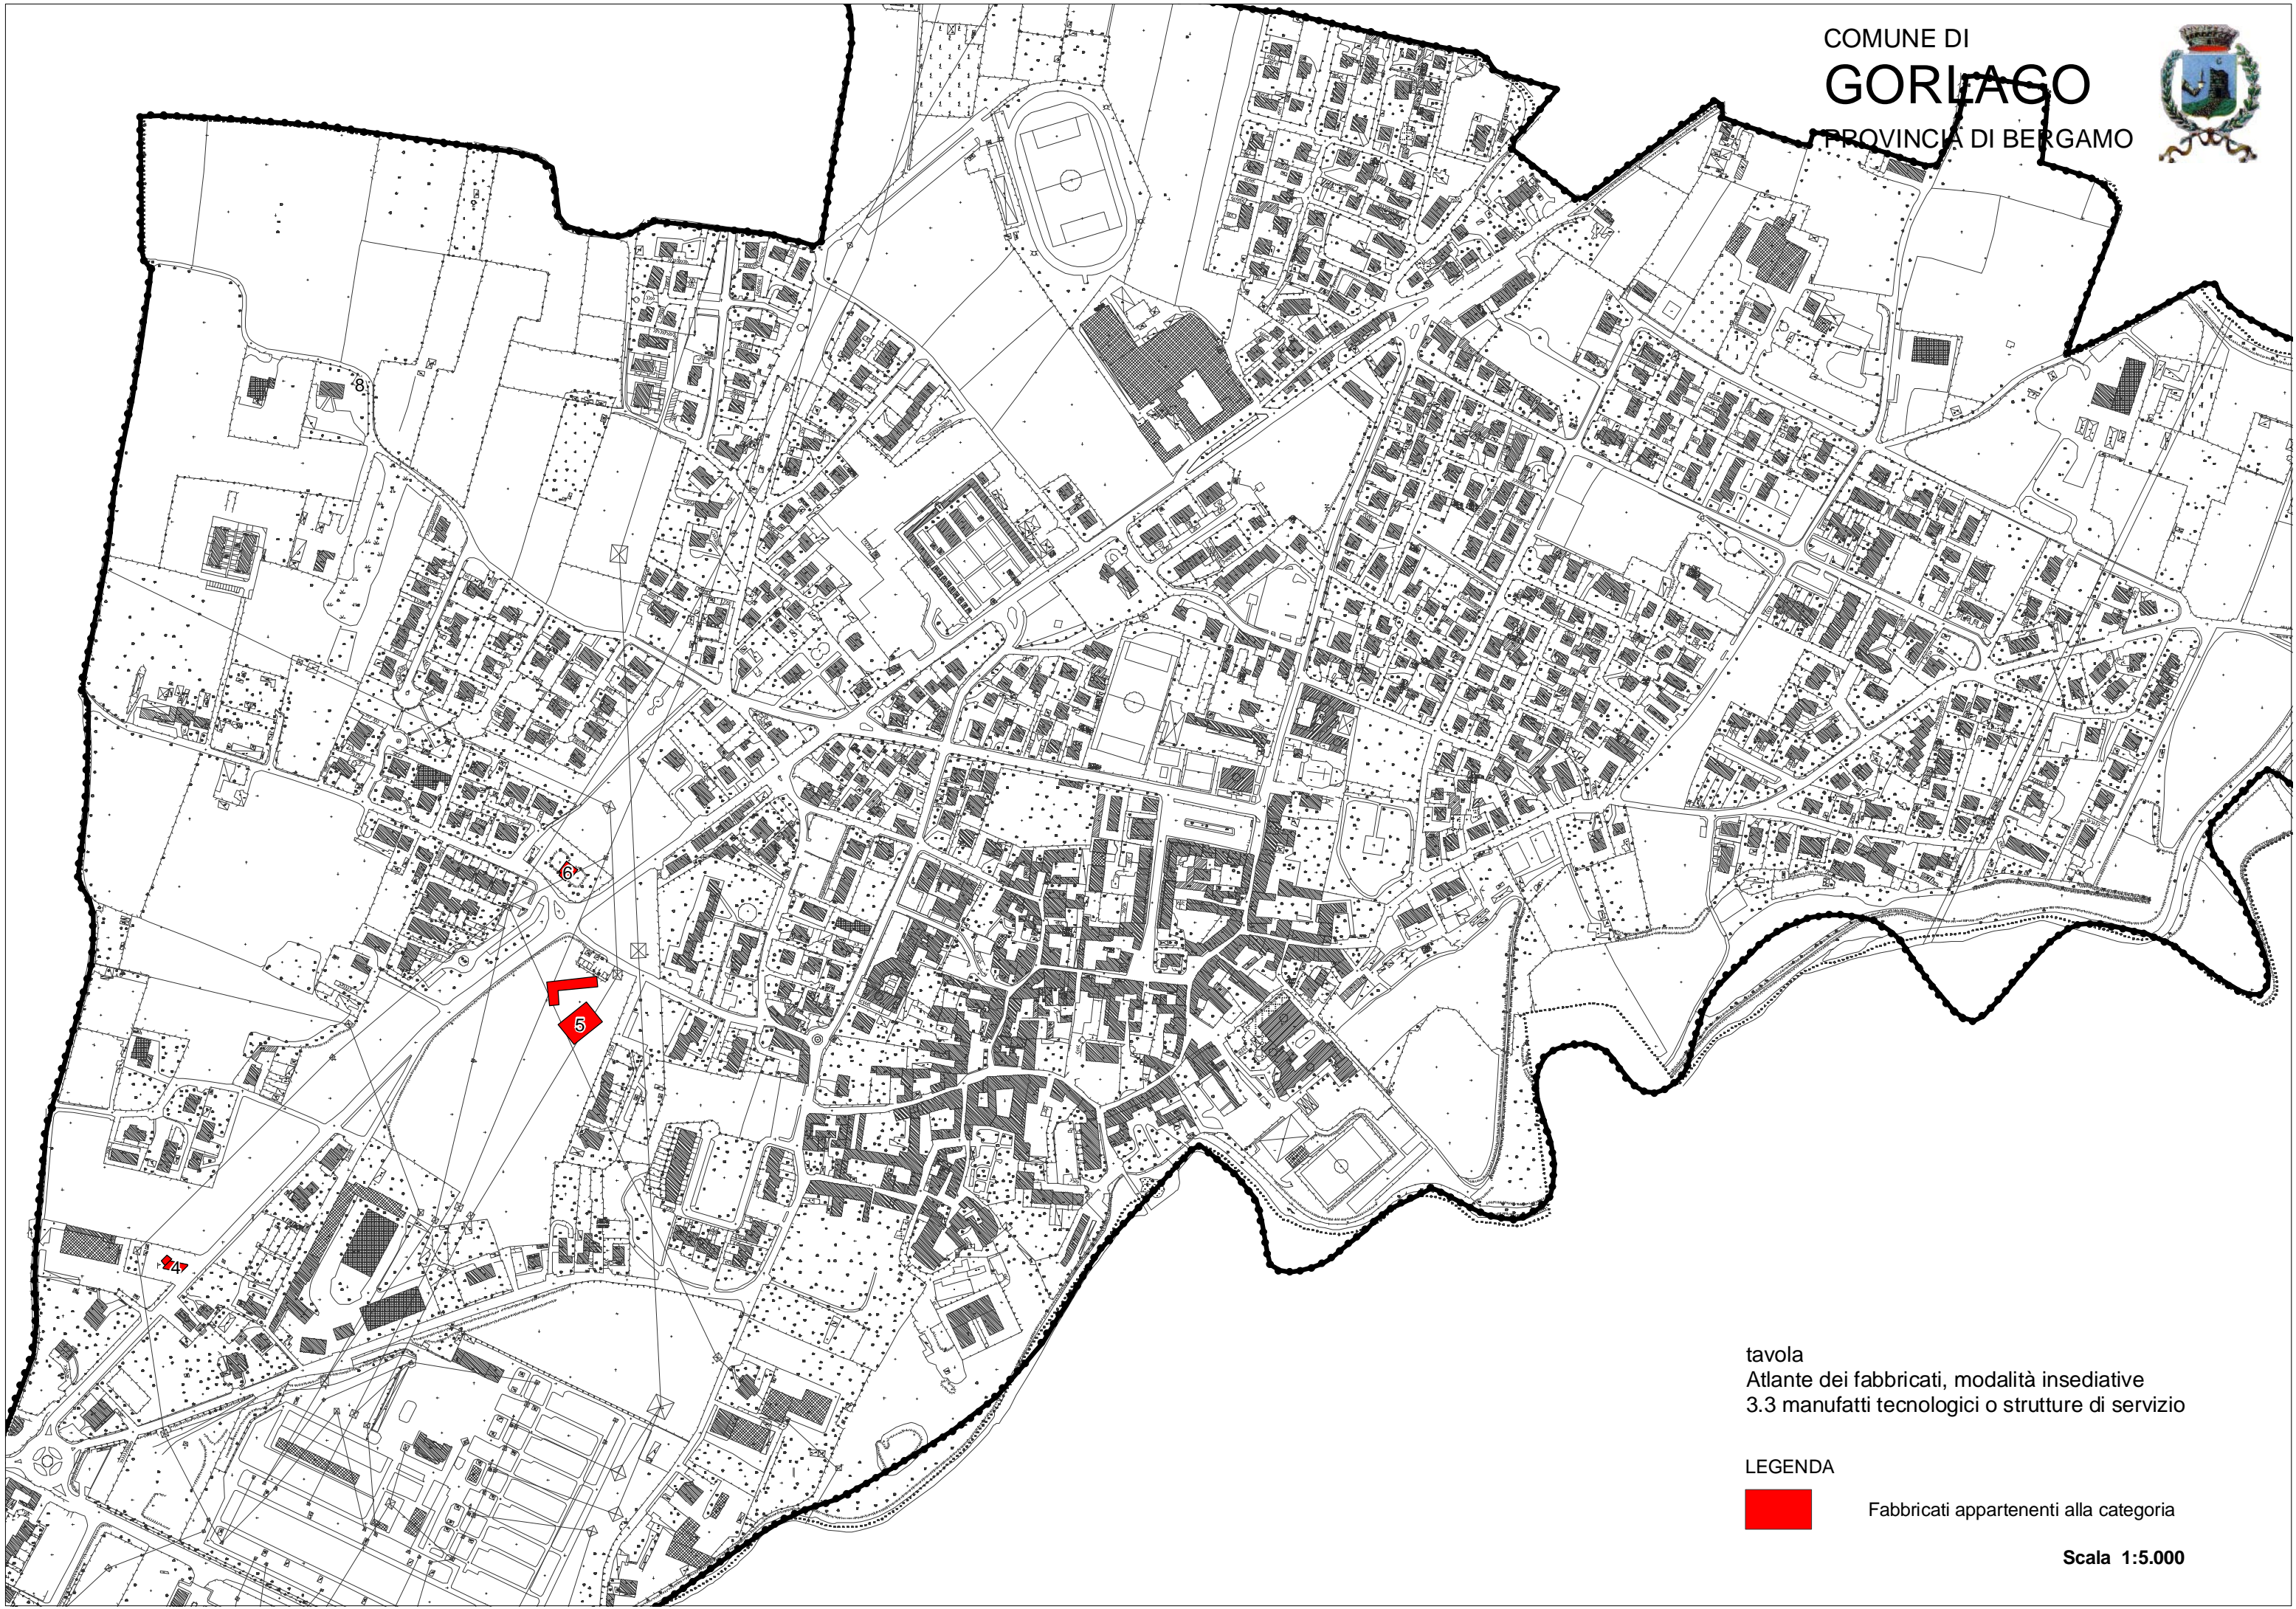 COMUNE DI
GORLAGO
PROVINCIA DI BERGAMO
8
6
5
4
tavola
Atlante dei fabbricati, modalità insediative
3.3 manufatti tecnologici o strutture di servizio
LEGENDA
Fabbricati appartenenti alla categoria
Scala 1:5.000